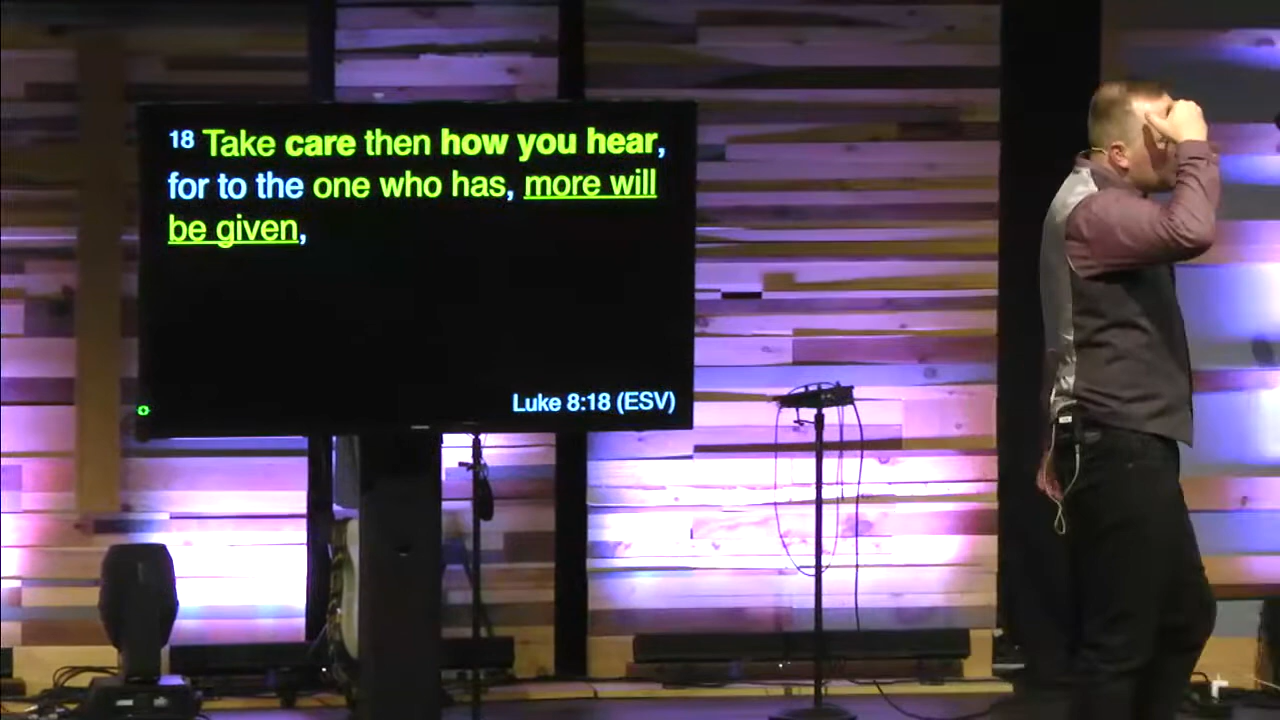 18 Take care then how you hear,
for to the one who has, more will
be given,
Luke 8:18 (ESV)